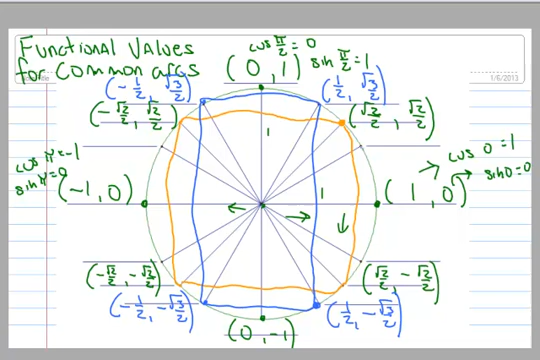 Functional Values
for Common arcs
cos π/2 = 0
(0, 1) sin π/2 = 1
1/6/2013
(-1/2, √3/2)
(1/2, √3/2)
(-√2/2, √2/2)
(√2/2, √2/2)
1
cos π = -1
sin π = 0
cos 0 = 1
sin 0 = 0
(-1, 0)
1
(1, 0)
(-√2/2, -√2/2)
(√2/2, -√2/2)
(-1/2, -√3/2)
(1/2, -√3/2)
(0, -1)